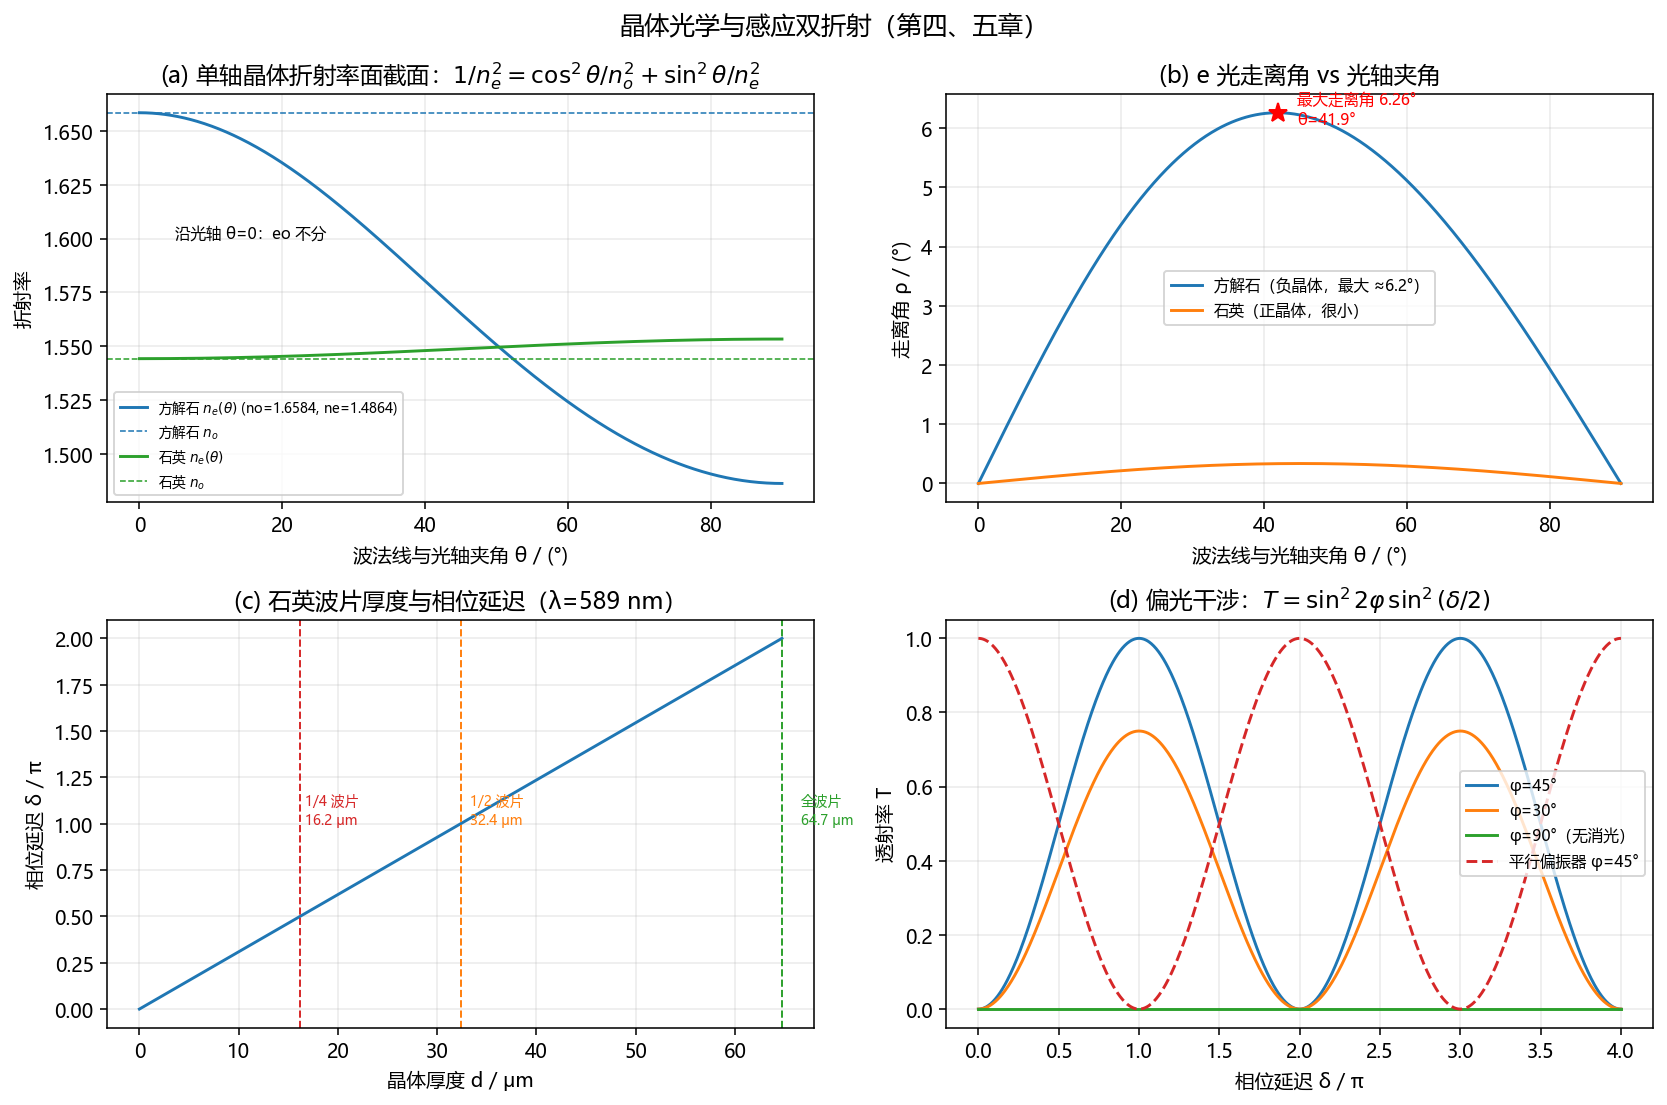 晶体光学与感应双折射（第四、五章）
(a) 单轴晶体折射率面截面：$1/n_e^2 = \cos^2\theta/n_o^2 + \sin^2\theta/n_e^2$
1.650
1.625
1.600
1.575
1.550
1.525
1.500
折射率
沿光轴 θ=0：eo 不分
方解石 $n_e(\theta)$ (no=1.6584, ne=1.4864)
方解石 $n_o$
石英 $n_e(\theta)$
石英 $n_o$
0 20 40 60 80
波法线与光轴夹角 θ / (°)
(b) e 光走离角 vs 光轴夹角
最大走离角 6.26°
θ=41.9°
6
5
4
3
2
1
0
走离角 ρ / (°)
方解石（负晶体，最大 ≈6.2°）
石英（正晶体，很小）
0 20 40 60 80
波法线与光轴夹角 θ / (°)
(c) 石英波片厚度与相位延迟（λ=589 nm）
2.00
1.75
1.50
1.25
1.00
0.75
0.50
0.25
0.00
相位延迟 δ / π
1/4 波片
16.2 μm
1/2 波片
32.4 μm
全波片
64.7 μm
0 10 20 30 40 50 60
晶体厚度 d / μm
(d) 偏光干涉：$T = \sin^2 2\varphi \sin^2(\delta/2)$
1.0
0.8
0.6
0.4
0.2
0.0
透射率 T
φ=45°
φ=30°
φ=90°（无消光）
平行偏振器 φ=45°
0.0 0.5 1.0 1.5 2.0 2.5 3.0 3.5 4.0
相位延迟 δ / π